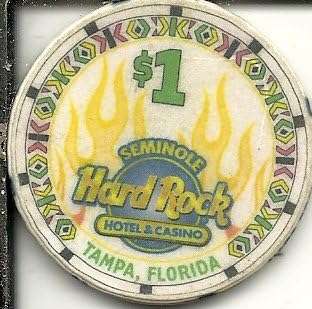 $1
SEMINOLE
Hard Rock
HOTEL & CASINO
TAMPA, FLORIDA